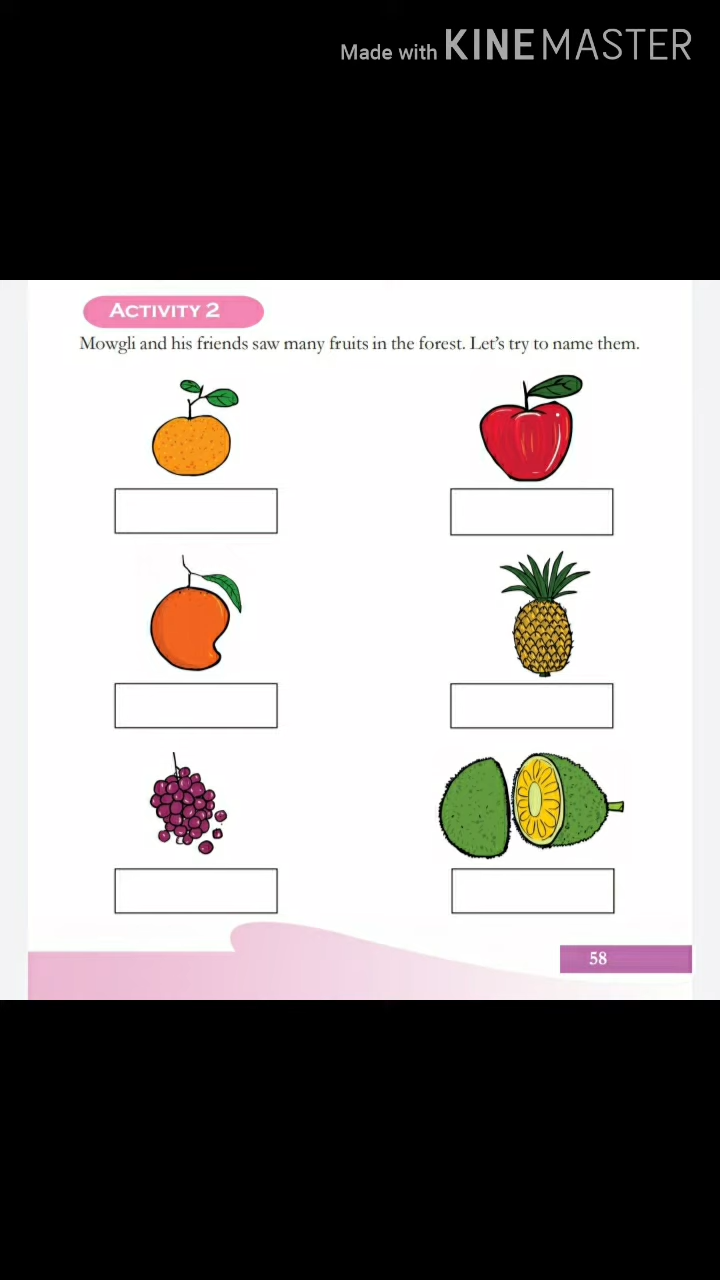 Made with KINEMASTER
ACTIVITY 2
Mowgli and his friends saw many fruits in the forest. Let's try to name them.
58